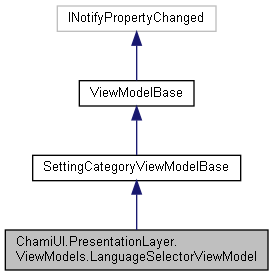 INotifyPropertyChanged
ViewModelBase
SettingCategoryViewModelBase
ChamiUI.PresentationLayer.
ViewModels.LanguageSelectorViewModel